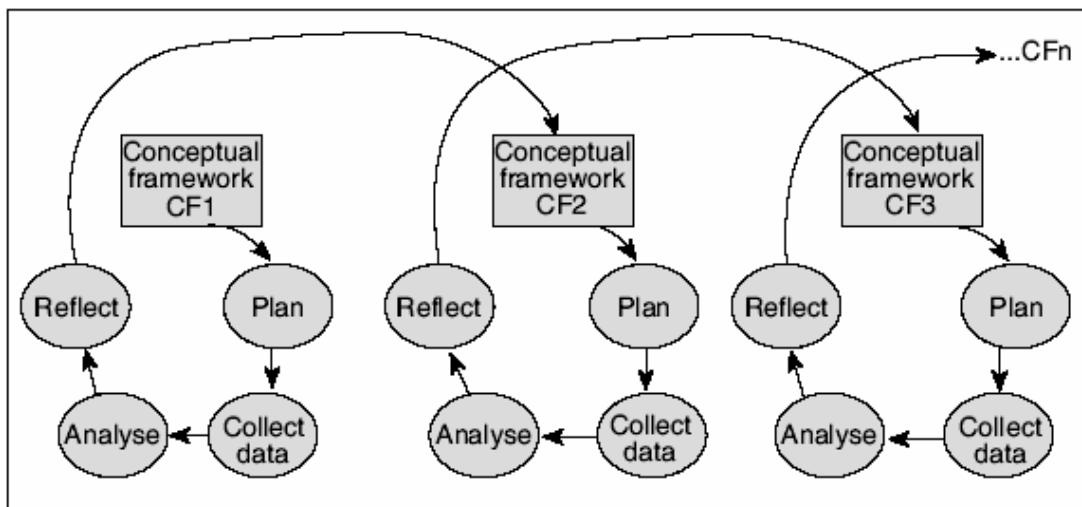 ...CFn
Conceptual
framework
CF1
Conceptual
framework
CF2
Conceptual
framework
CF3
Reflect
Plan
Reflect
Plan
Reflect
Plan
Analyse
Collect
data
Analyse
Collect
data
Analyse
Collect
data